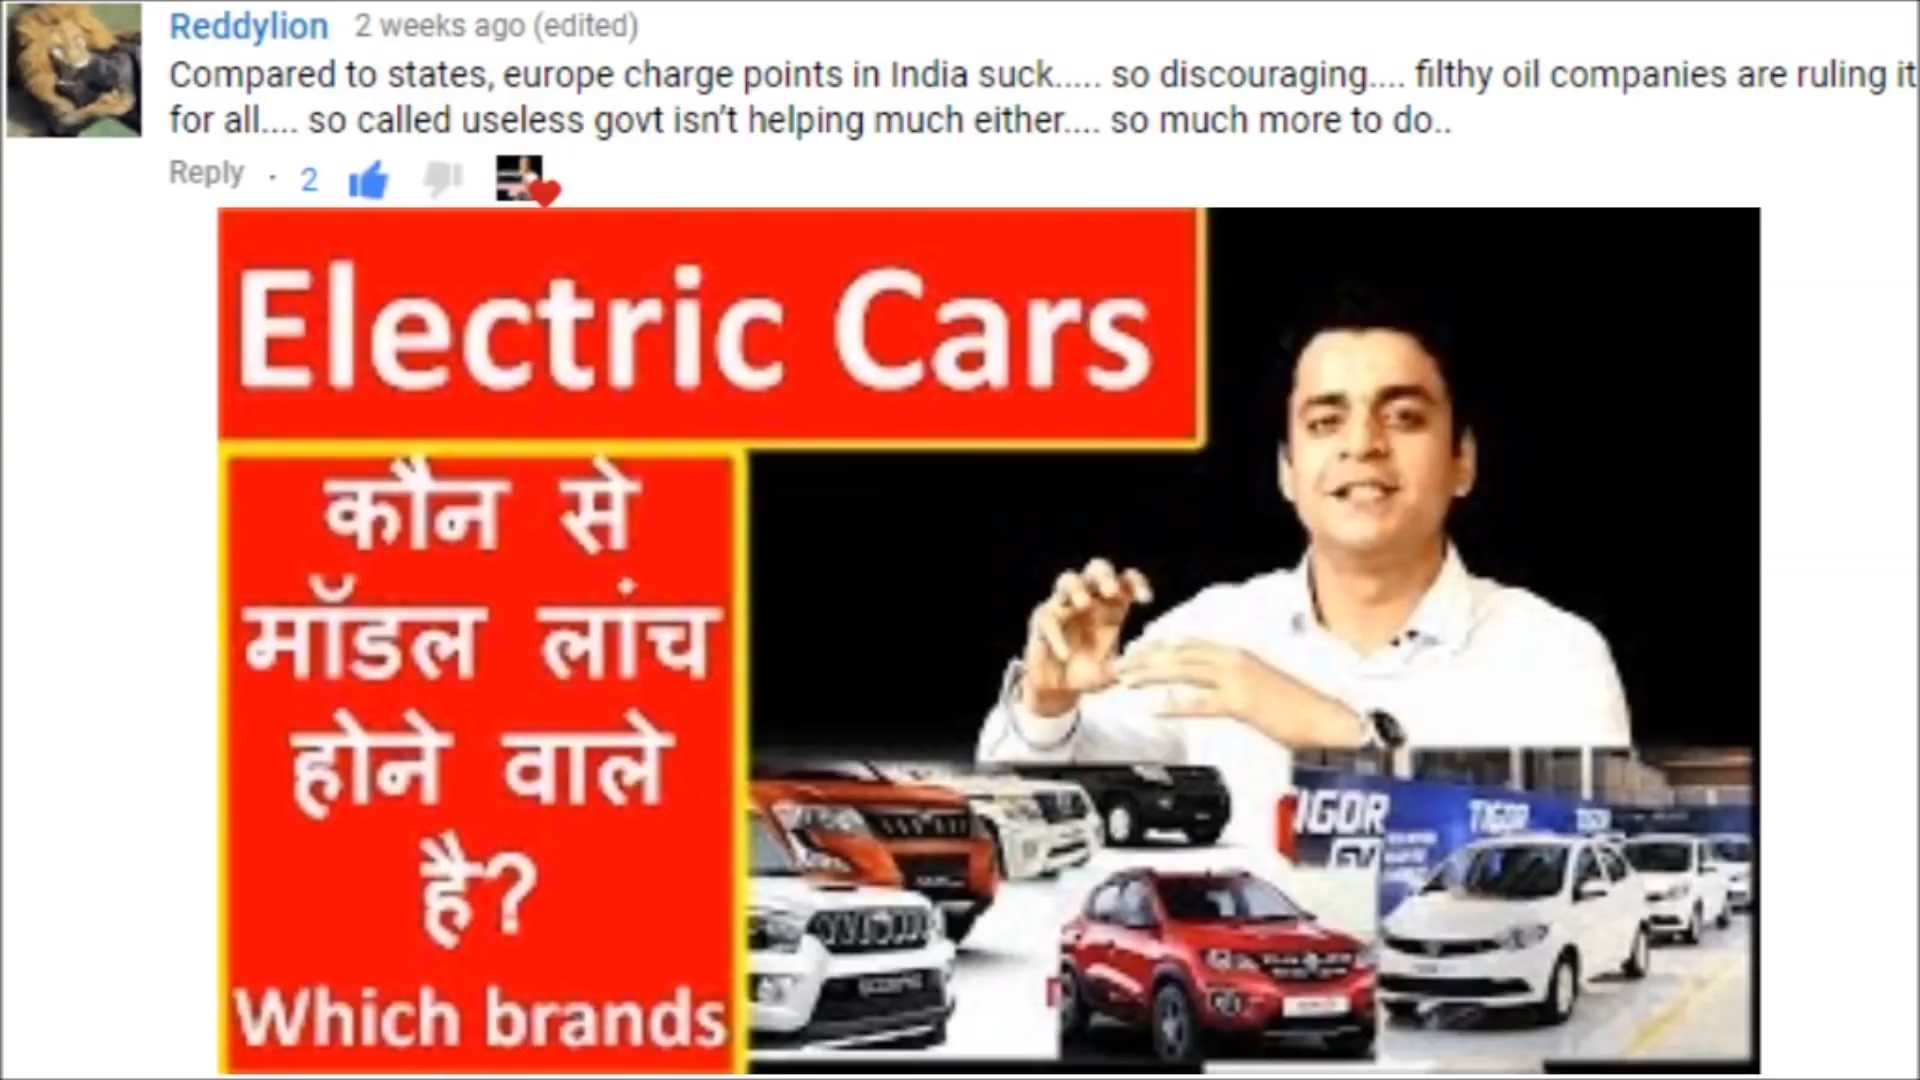 Reddylion 2 weeks ago (edited)
Compared to states, europe charge points in India suck..... so discouraging.... filthy oil companies are ruling it
for all.... so called useless govt isn't helping much either.... so much more to do..
Reply · 2
Electric Cars
कौन से
मॉडल लांच
होने वाले
है?
Which brands
TIGOR
TIGOR
EV